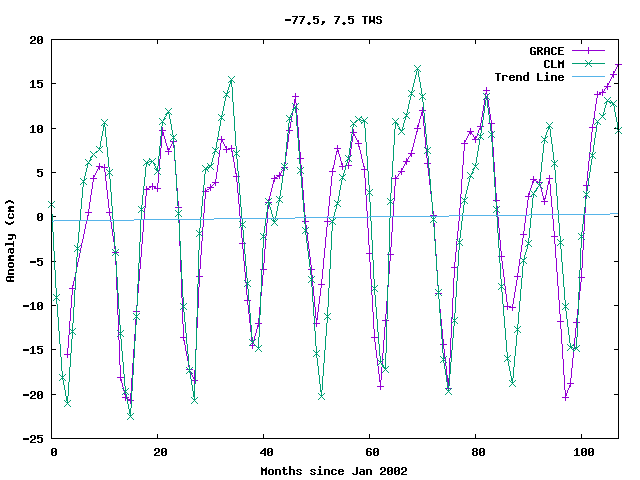 -77.5, 7.5 TWS
GRACE
CLM
Trend Line
20
15
10
5
0
-5
-10
-15
-20
-25
Anomaly (cm)
0 20 40 60 80 100
Months since Jan 2002